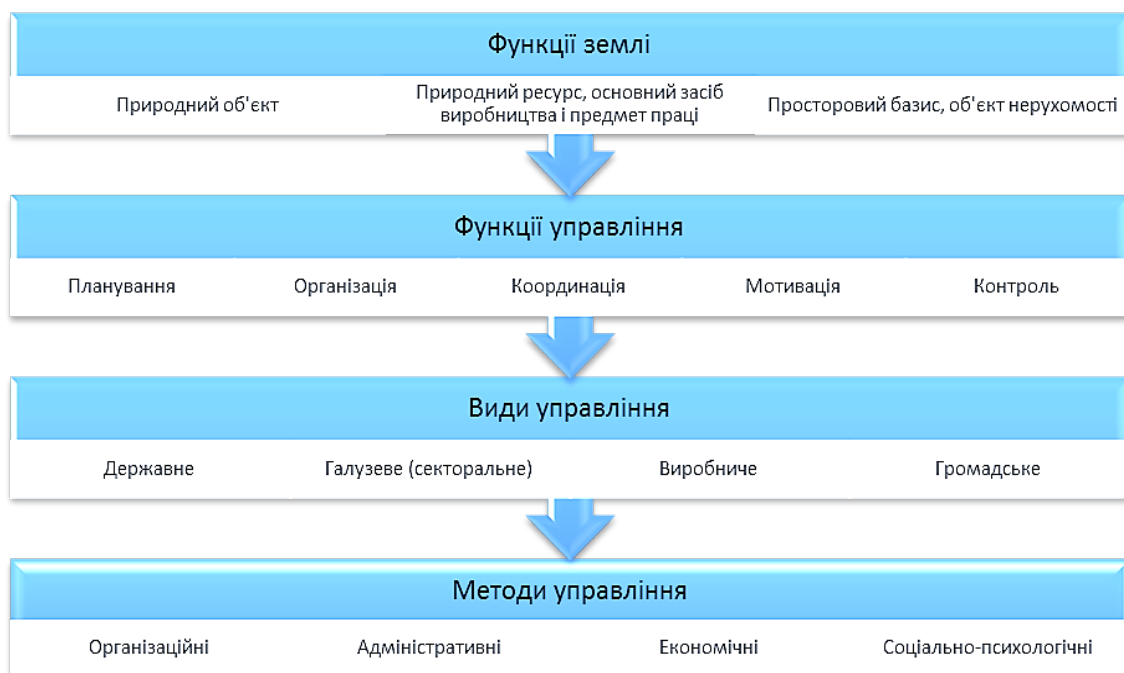 Функції землі
Природний об'єкт
Природний ресурс, основний засіб
виробництва і предмет праці
Просторовий базис, об'єкт нерухомості
Функції управління
Планування
Організація
Координація
Мотивація
Контроль
Види управління
Державне
Галузеве (секторальне)
Виробниче
Громадське
Методи управління
Організаційні
Адміністративні
Економічні
Соціально-психологічні